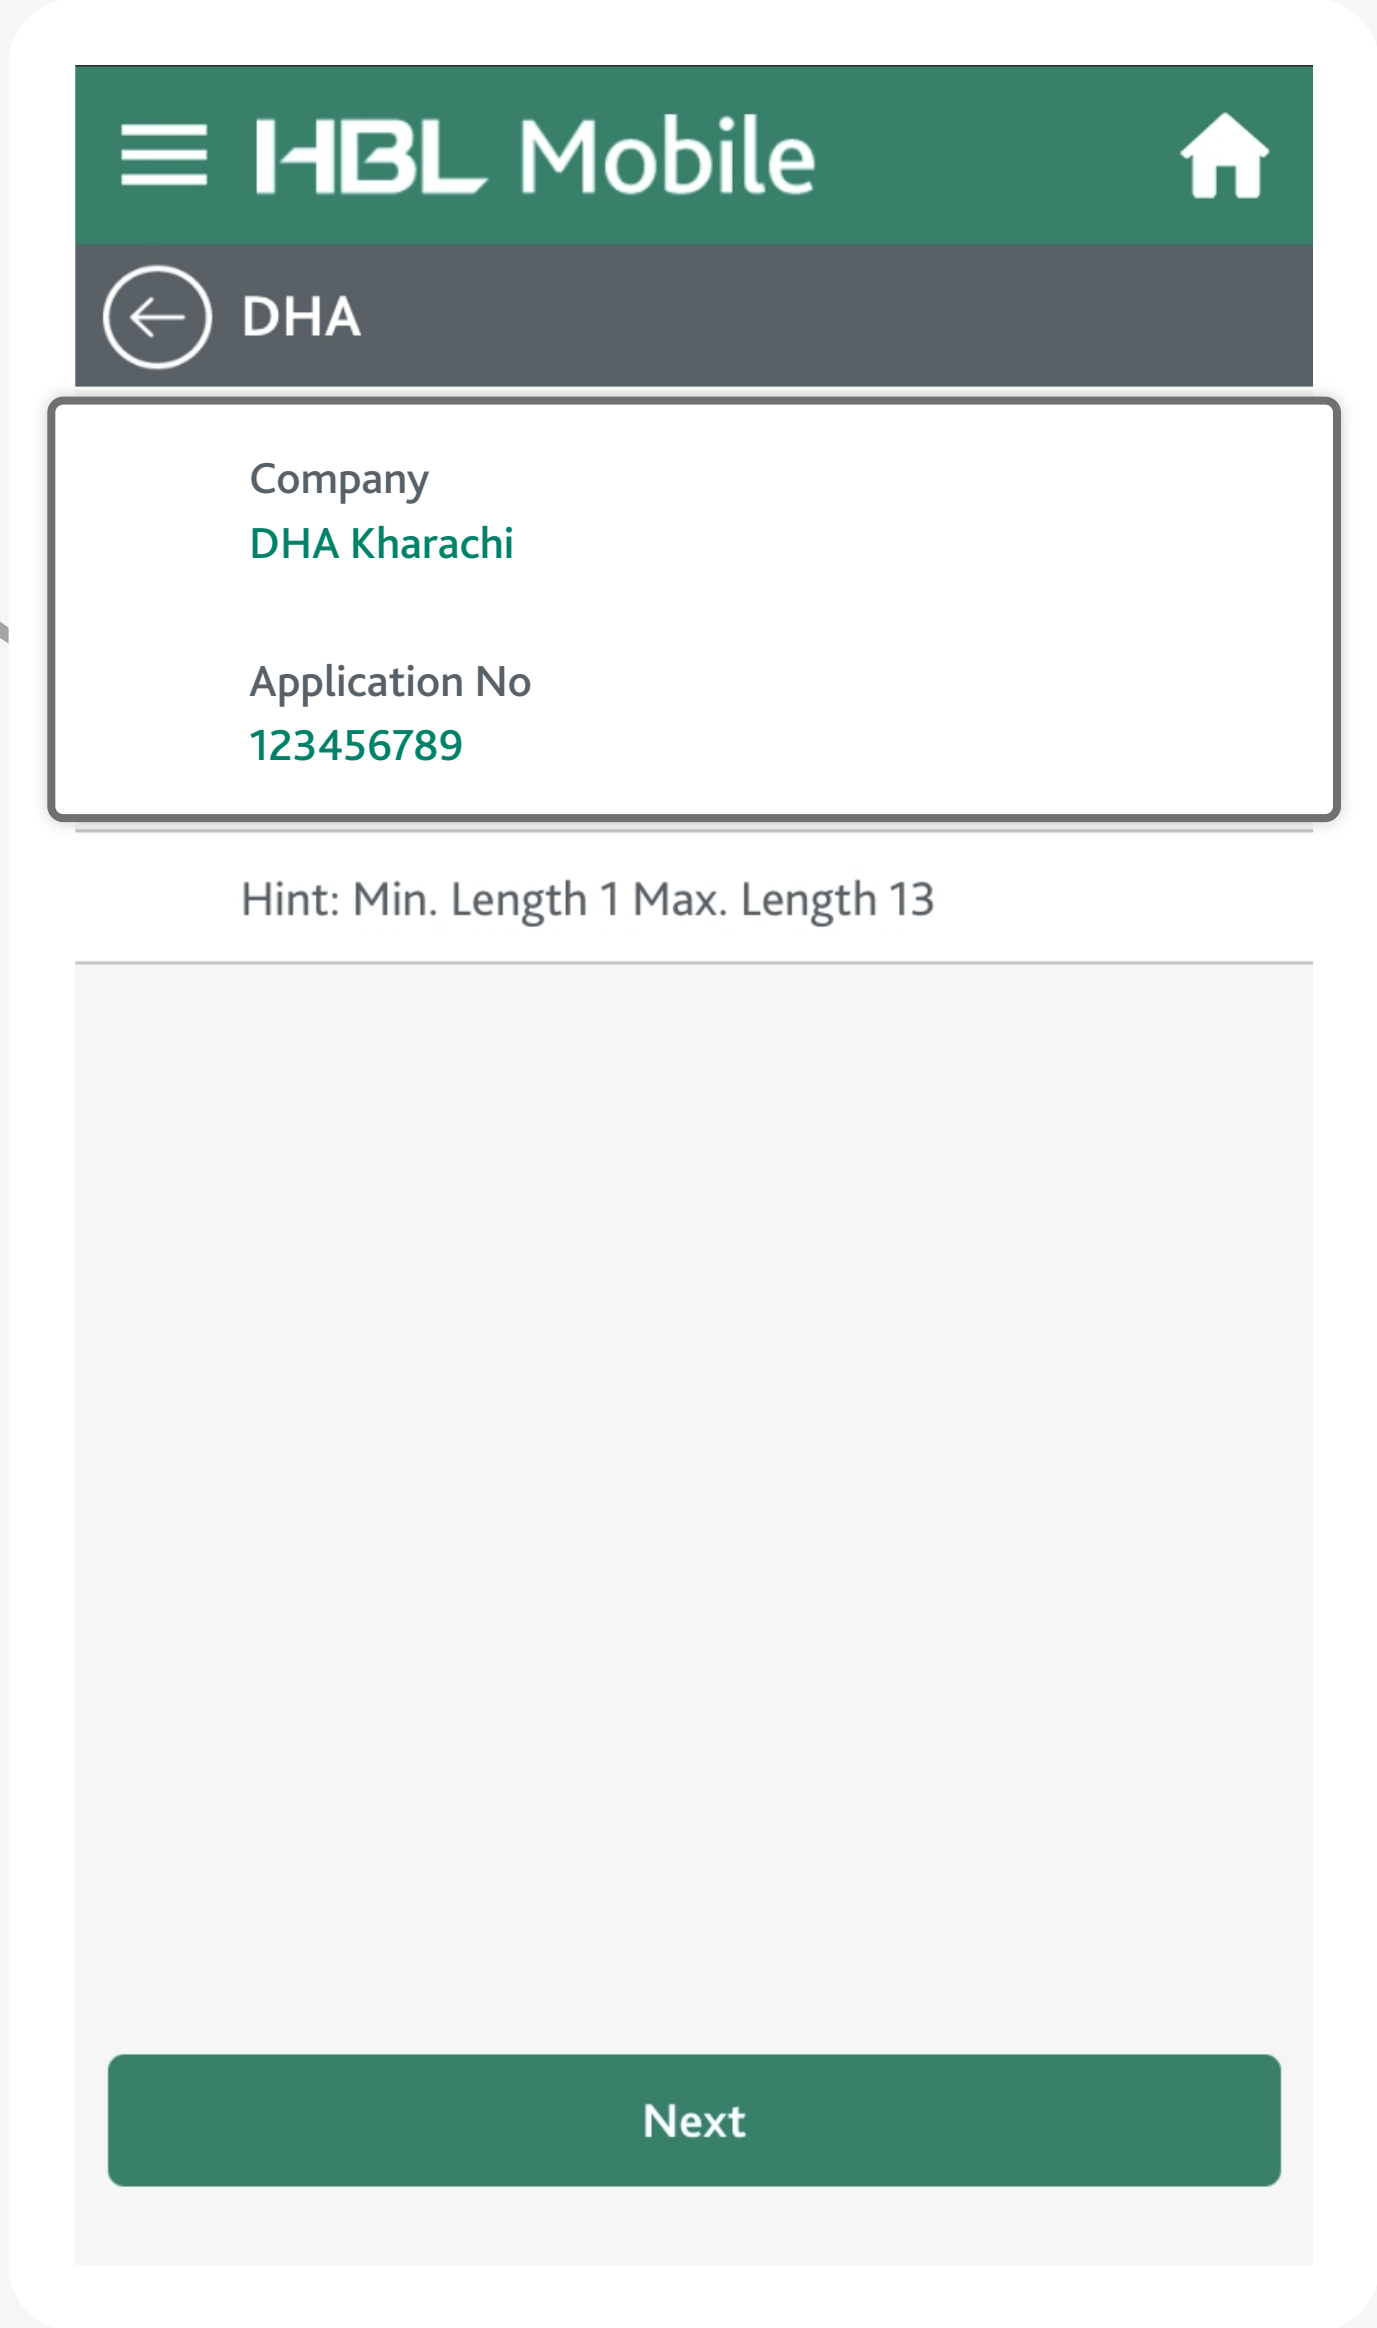 HBL Mobile
DHA
Company
DHA Kharachi
Application No
123456789
Hint: Min. Length 1 Max. Length 13
Next